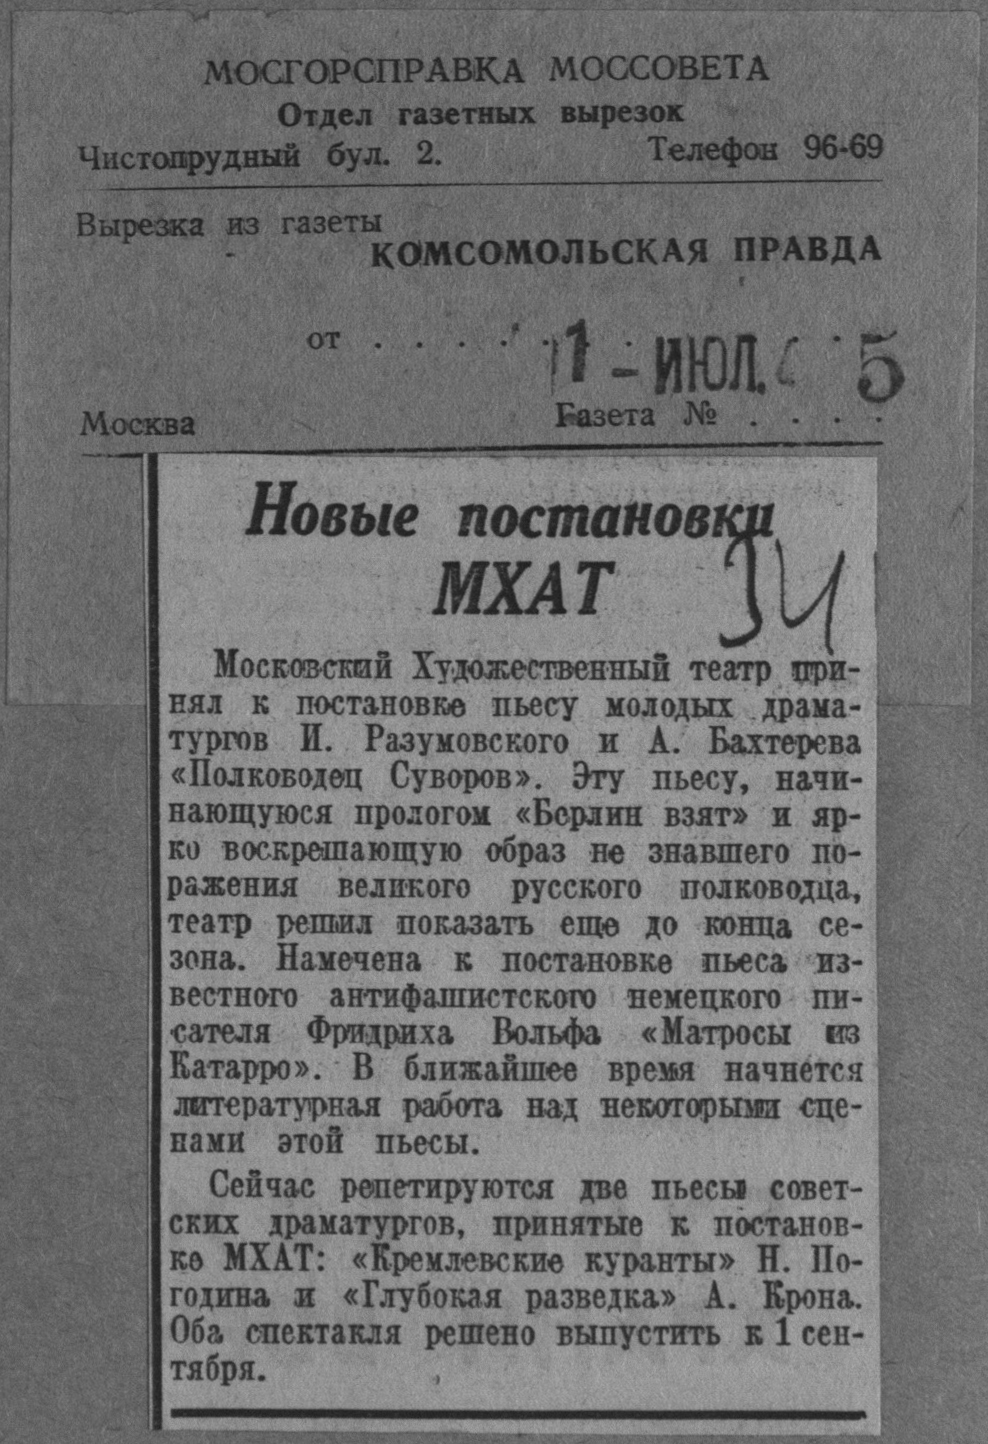 МОСГОРСПРАВКА МОССОВЕТА
Отдел газетных вырезок
Чистопрудный бул. 2. Телефон 96-69
Вырезка из газеты
КОМСОМОЛЬСКАЯ ПРАВДА
от . . . . .
1 - ИЮЛ. 5
Москва Газета № . . . .
Новые постановки
МХАТ
34
Московский Художественный театр при-
нял к постановке пьесу молодых драма-
тургов И. Разумовского и А. Бахтерева
«Полководец Суворов». Эту пьесу, начи-
нающуюся прологом «Берлин взят» и яр-
ко воскрешающую образ не знавшего по-
ражения великого русского полководца,
театр решил показать еще до конца се-
зона. Намечена к постановке пьеса из-
вестного антифашистского немецкого пи-
сателя Фридриха Вольфа «Матросы из
Катарро». В ближайшее время начнется
литературная работа над некоторыми сце-
нами этой пьесы.
Сейчас репетируются две пьесы совет-
ских драматургов, принятые к постанов-
ке МХАТ: «Кремлевские куранты» Н. По-
година и «Глубокая разведка» А. Крона.
Оба спектакля решено выпустить к 1 сен-
тября.